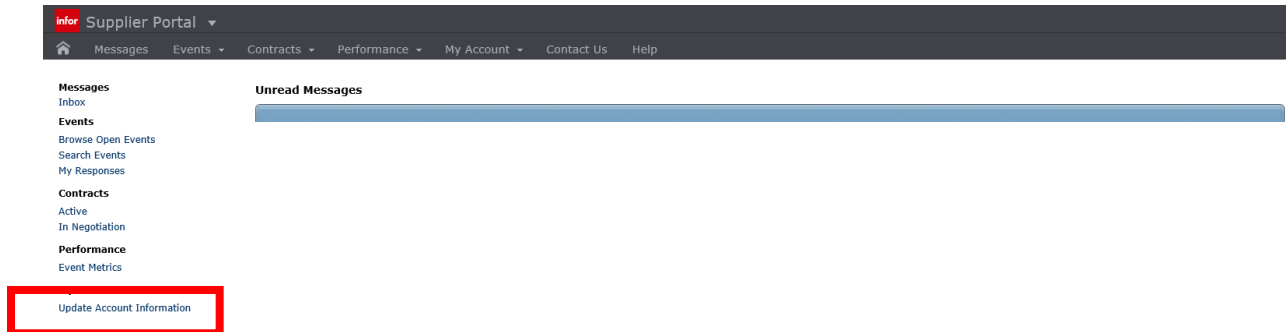 infor Supplier Portal
Messages Events Contracts Performance My Account Contact Us Help
Messages
Inbox
Events
Browse Open Events
Search Events
My Responses
Contracts
Active
In Negotiation
Performance
Event Metrics
Update Account Information
Unread Messages